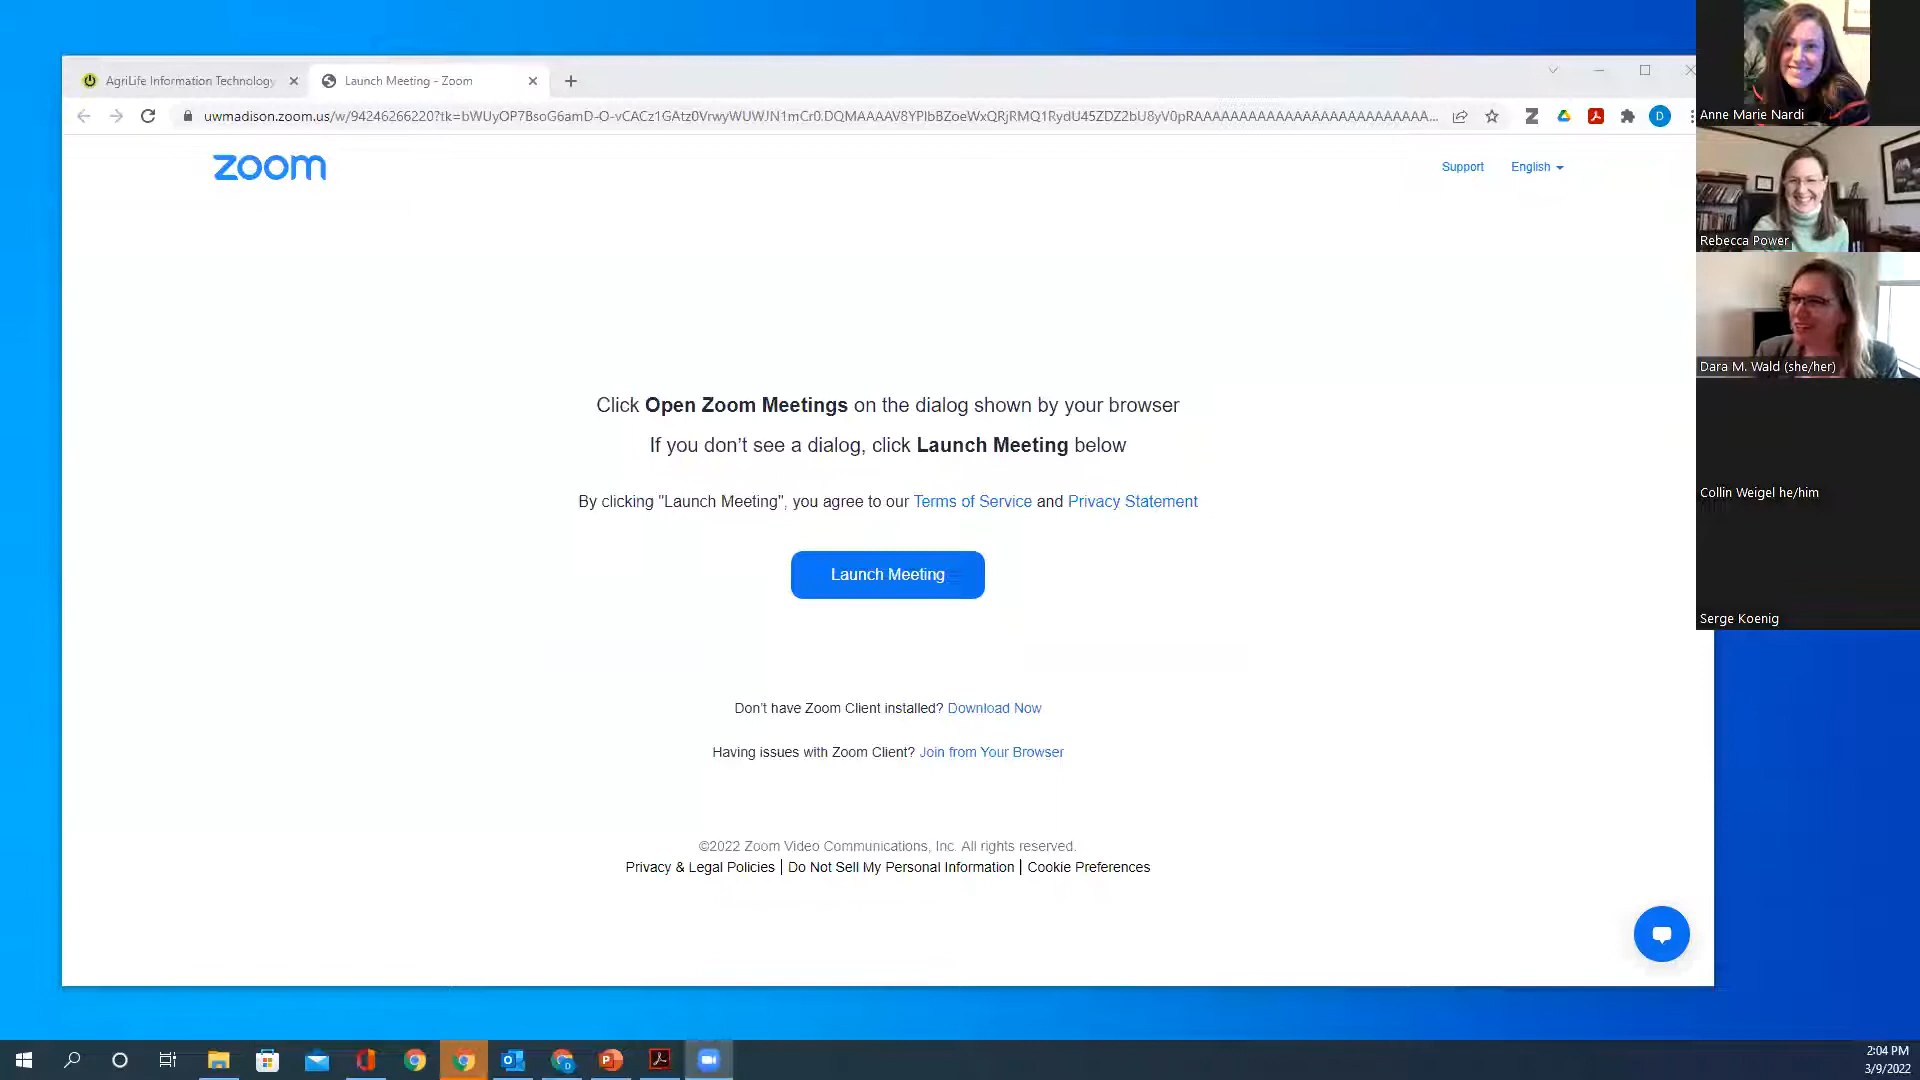 AgriLife Information Technology
Launch Meeting - Zoom
uwmadison.zoom.us/w/94246266220?tk=bWUyOP7BsoG6amD-O-vCACz1GAtz0VrwyWUWJN1mCr0.DQMAAAAV8YPlbBZoeWxQRjRMQ1RydU45ZDZ2bU8yV0pRAAAAAAAAAAAAAAAAAAAAAAAAAA...
zoom
Support English
Click Open Zoom Meetings on the dialog shown by your browser
If you don't see a dialog, click Launch Meeting below
By clicking "Launch Meeting", you agree to our Terms of Service and Privacy Statement
Launch Meeting
Don't have Zoom Client installed? Download Now
Having issues with Zoom Client? Join from Your Browser
©2022 Zoom Video Communications, Inc. All rights reserved.
Privacy & Legal Policies | Do Not Sell My Personal Information | Cookie Preferences
Anne Marie Nardi
Rebecca Power
Dara M. Wald (she/her)
Collin Weigel he/him
Serge Koenig
2:04 PM
3/9/2022